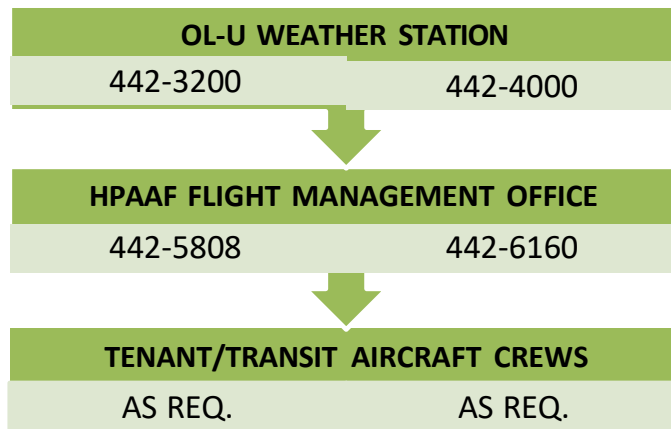 OL-U WEATHER STATION
442-3200 442-4000
HPAAF FLIGHT MANAGEMENT OFFICE
442-5808 442-6160
TENANT/TRANSIT AIRCRAFT CREWS
AS REQ. AS REQ.